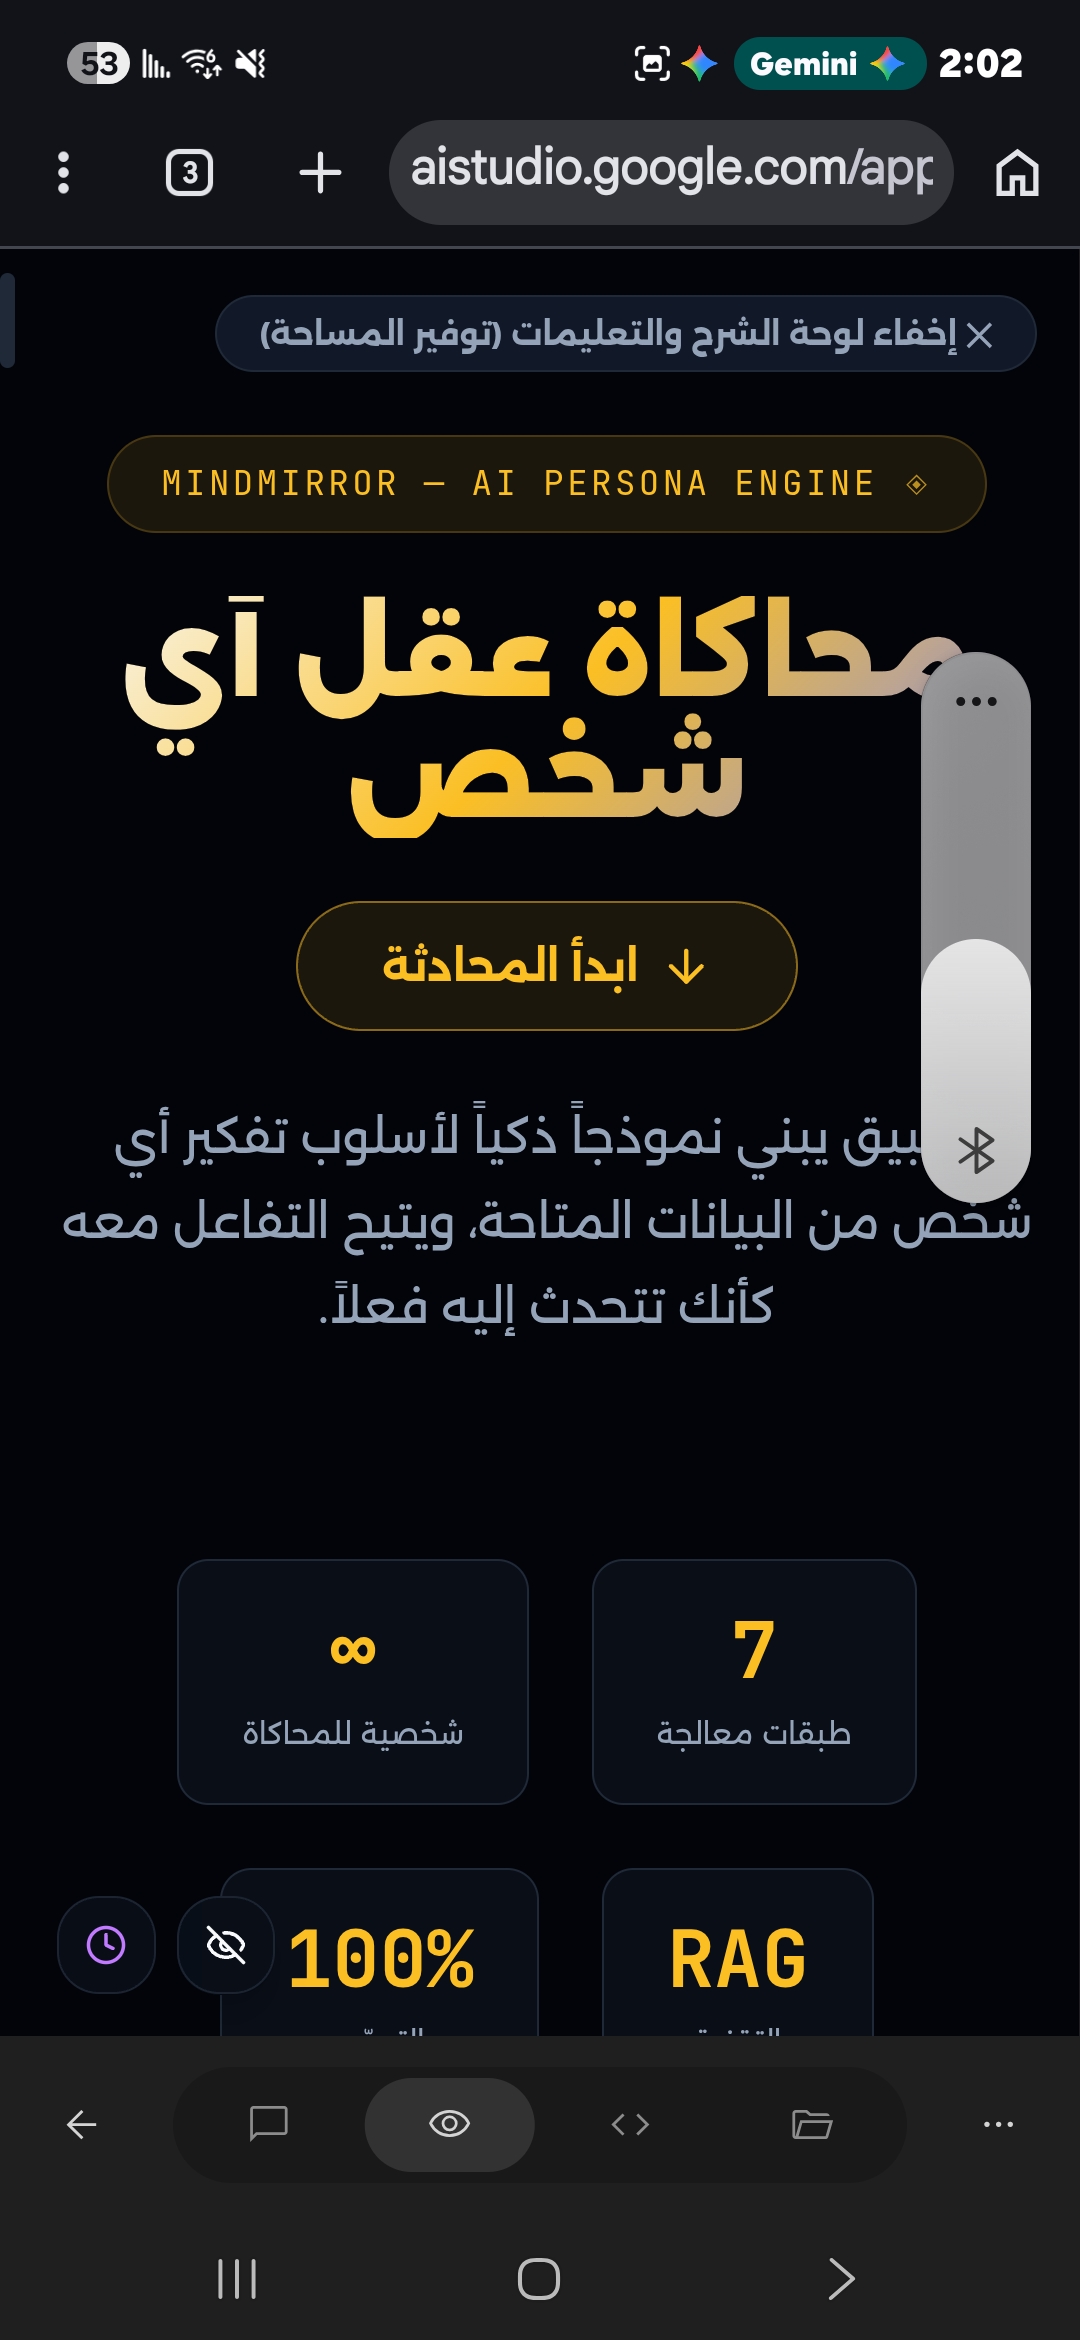 53
Gemini 2:02
3
aistudio.google.com/app
إخفاء لوحة الشرح والتعليمات (توفير المساحة)
MINDMIRROR — AI PERSONA ENGINE ◈
محاكاة عقل أي
شخص
ابدأ المحادثة
يبني نموذجاً ذكياً لأسلوب تفكير أي
شخص من البيانات المتاحة، ويتيح التفاعل معه
كأنك تتحدث إليه فعلاً.
7
طبقات معالجة
∞
شخصية للمحاكاة
RAG
100%